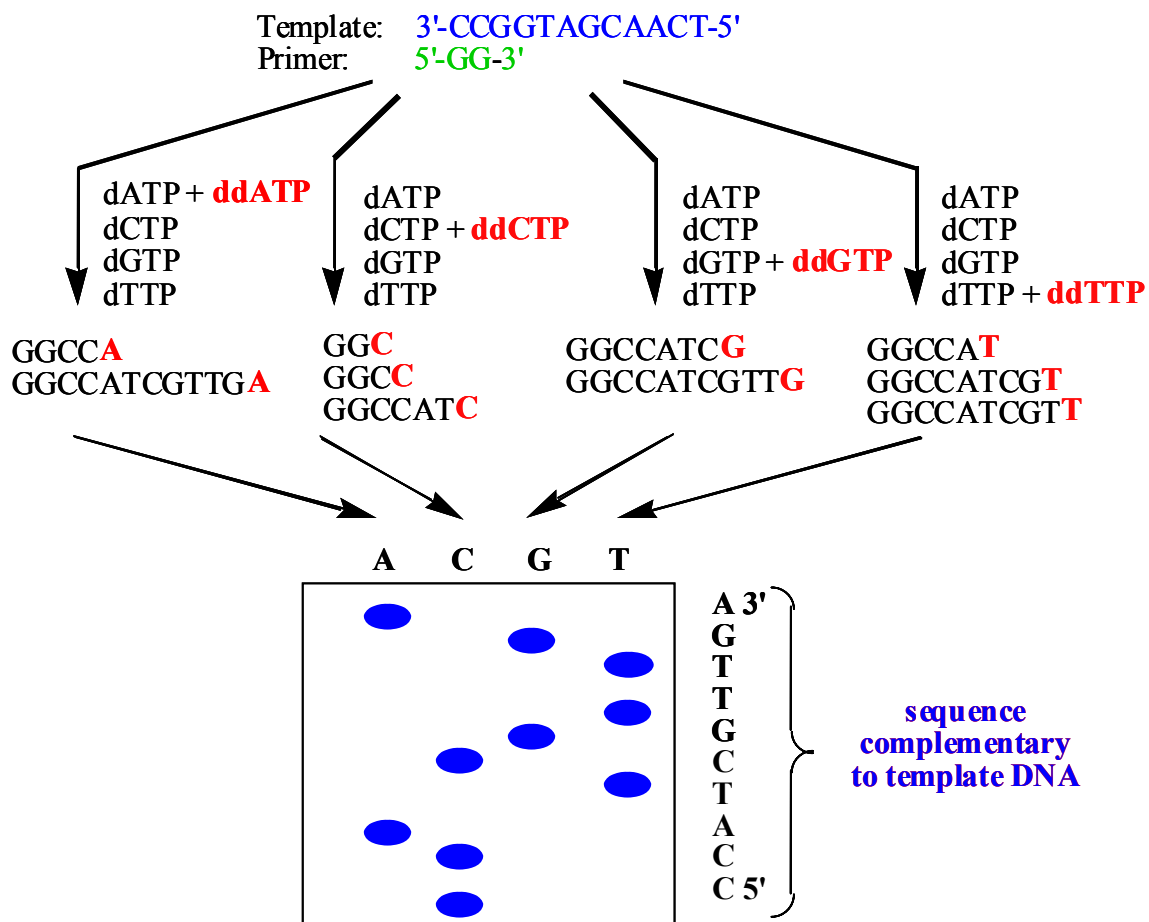 Template: 3'-CCGGTAGCAACT-5'
Primer: 5'-GG-3'
dATP + ddATP
dCTP
dGTP
dTTP
dATP
dCTP + ddCTP
dGTP
dTTP
dATP
dCTP
dGTP + ddGTP
dTTP
dATP
dCTP
dGTP
dTTP + ddTTP
GGCCA
GGCCATCGTTGA
GGC
GGCC
GGCCATC
GGCCATCG
GGCCATCGTTG
GGCCAT
GGCCATCGT
GGCCATCGTT
A C G T
A 3'
G
T
T
G
C
T
A
C
C 5'
sequence
complementary
to template DNA